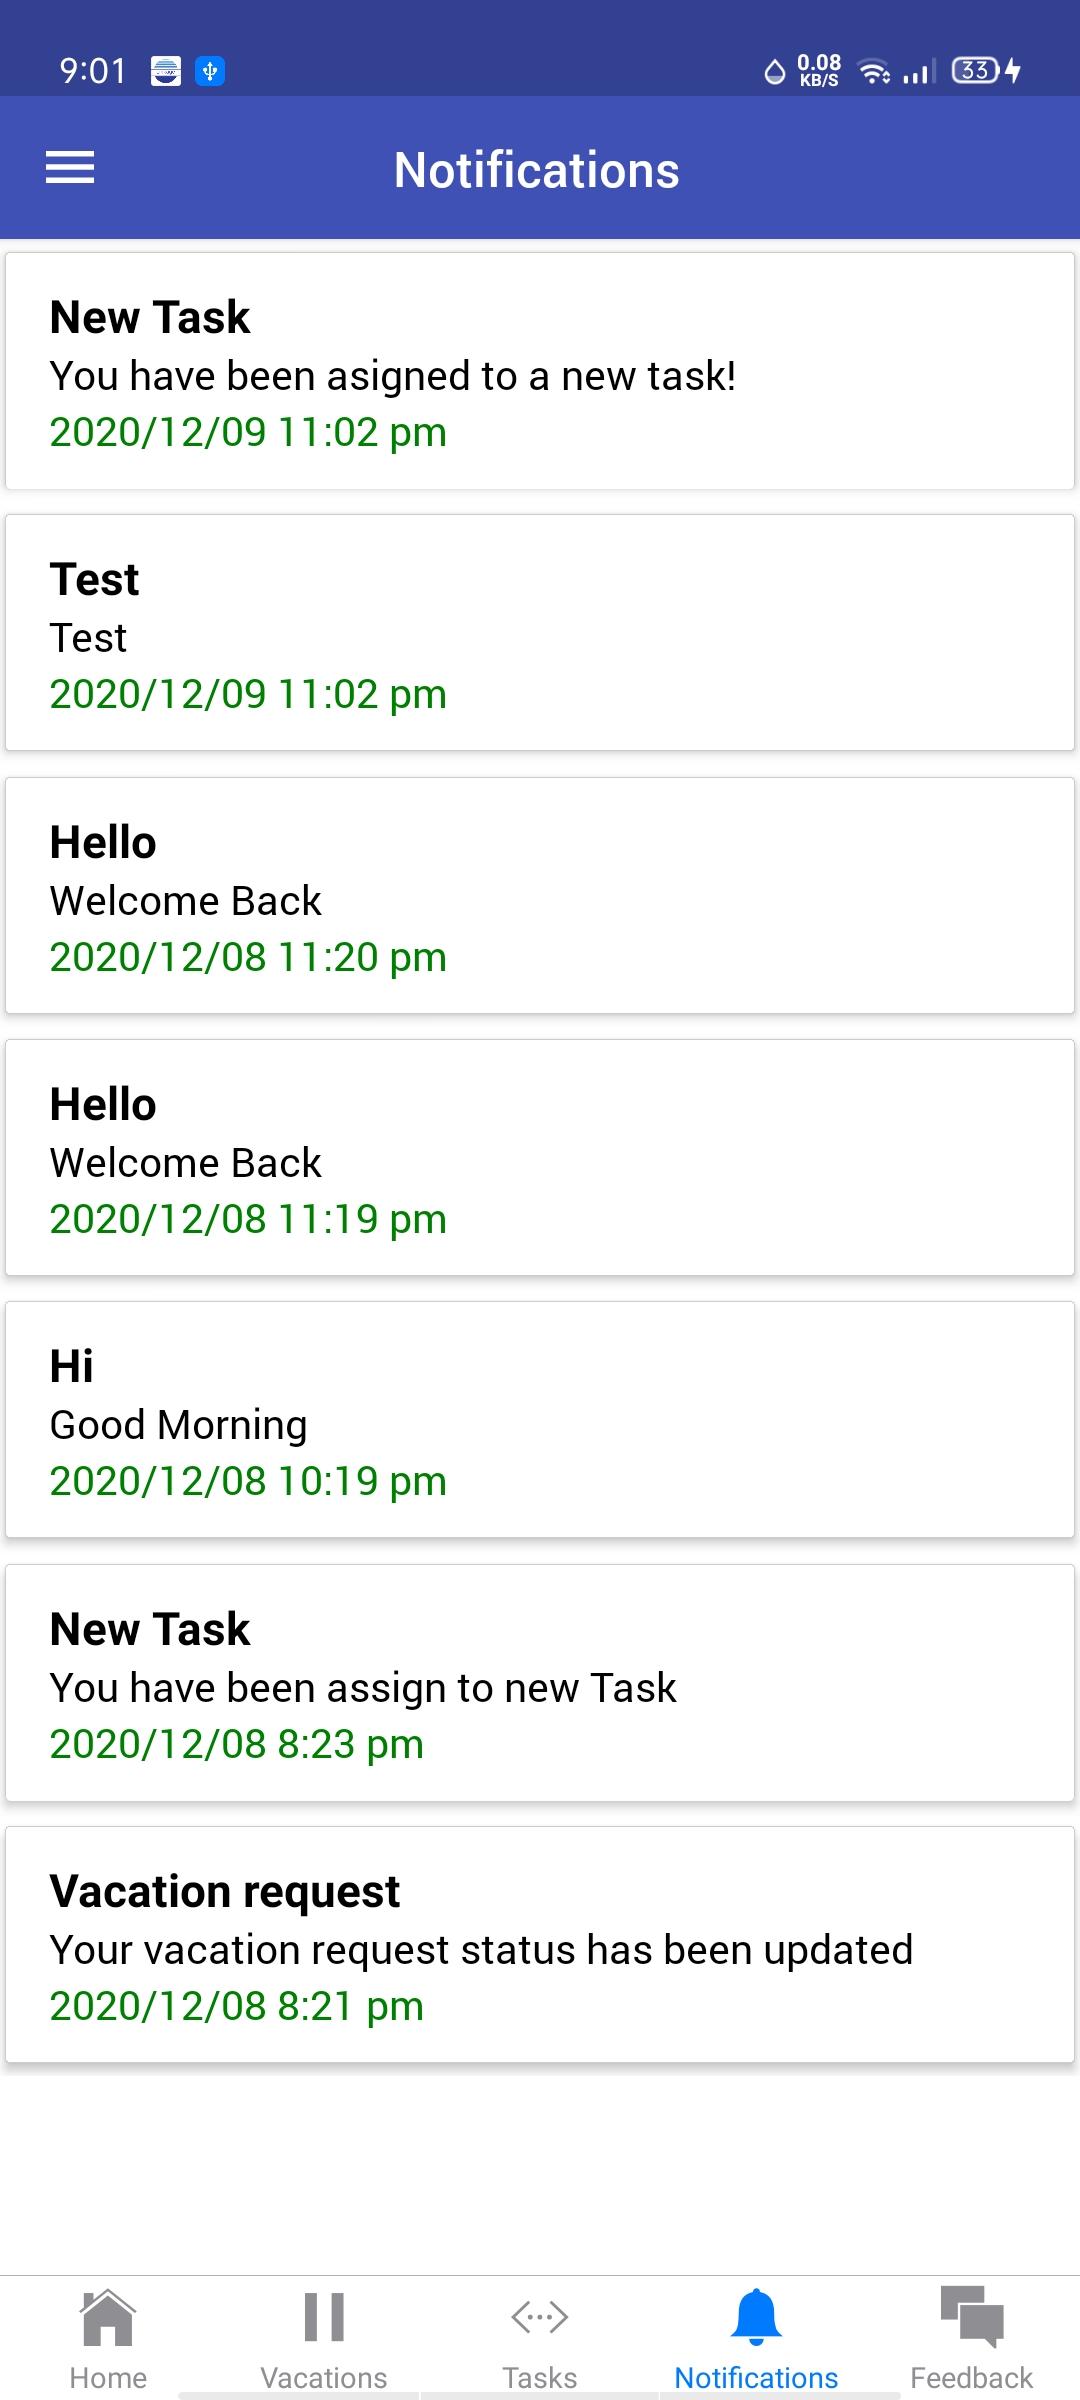 9:01 0.08 KB/S 33
Notifications
New Task
You have been asigned to a new task!
2020/12/09 11:02 pm
Test
Test
2020/12/09 11:02 pm
Hello
Welcome Back
2020/12/08 11:20 pm
Hello
Welcome Back
2020/12/08 11:19 pm
Hi
Good Morning
2020/12/08 10:19 pm
New Task
You have been assign to new Task
2020/12/08 8:23 pm
Vacation request
Your vacation request status has been updated
2020/12/08 8:21 pm
Home Vacations Tasks Notifications Feedback